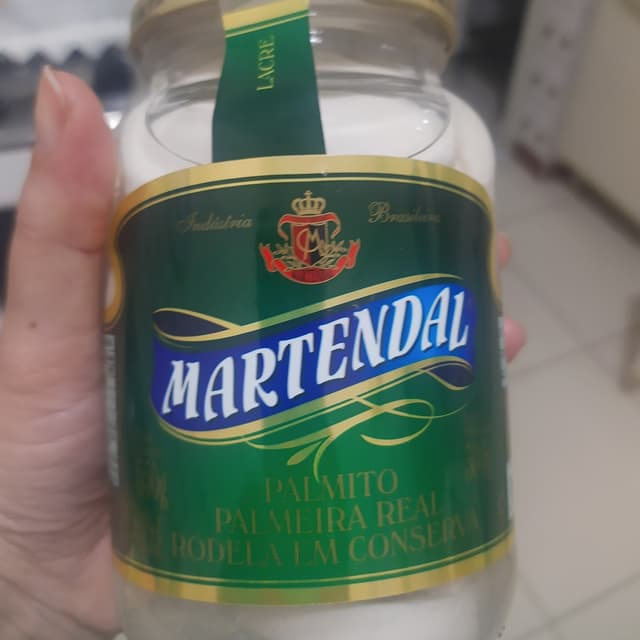 LACRE
Indústria Brasileira
MARTENDAL
PALMITO
PALMEIRA REAL
RODELA EM CONSERVA